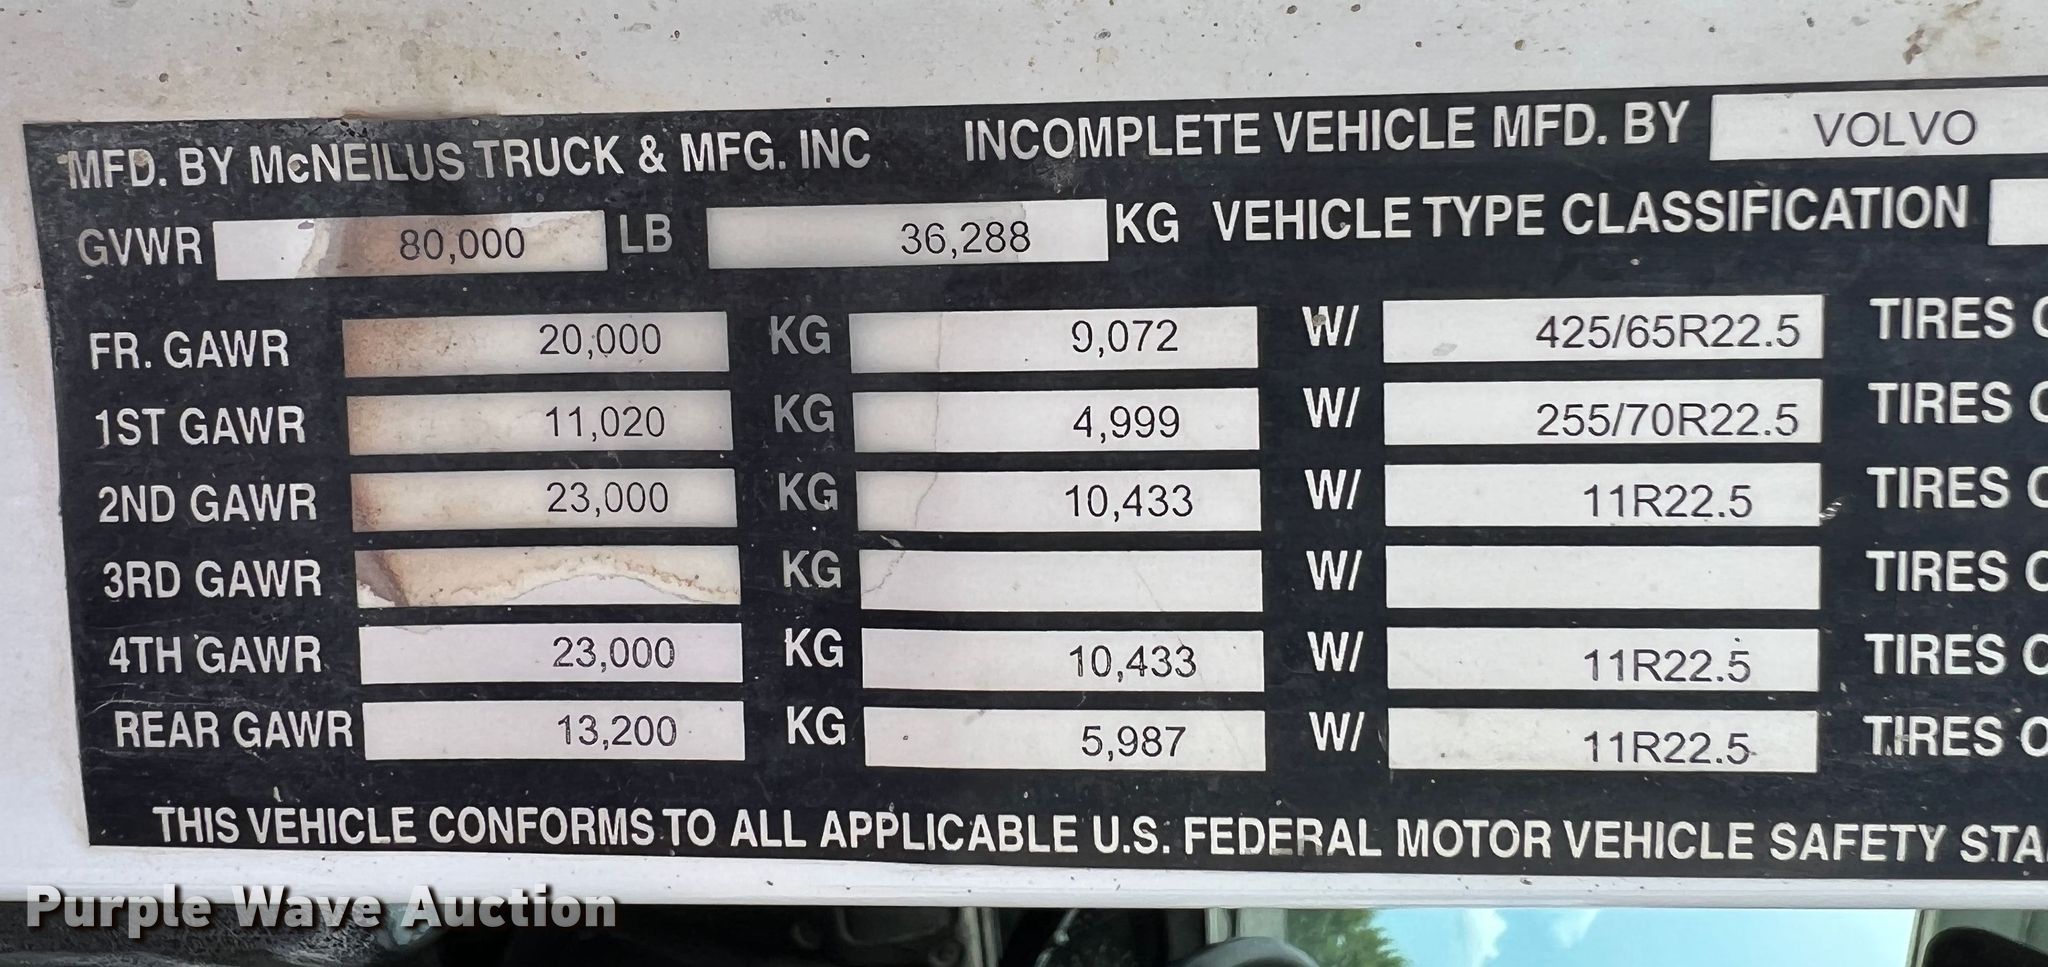 MFD. BY McNEILUS TRUCK & MFG. INC INCOMPLETE VEHICLE MFD. BY VOLVO
GVWR 80,000 LB 36,288 KG VEHICLE TYPE CLASSIFICATION
FR. GAWR 20,000 KG 9,072 W/ 425/65R22.5 TIRES
1ST GAWR 11,020 KG 4,999 W/ 255/70R22.5 TIRES
2ND GAWR 23,000 KG 10,433 W/ 11R22.5 TIRES
3RD GAWR KG W/ TIRES
4TH GAWR 23,000 KG 10,433 W/ 11R22.5 TIRES
REAR GAWR 13,200 KG 5,987 W/ 11R22.5 TIRES
THIS VEHICLE CONFORMS TO ALL APPLICABLE U.S. FEDERAL MOTOR VEHICLE SAFETY
Purple Wave Auction